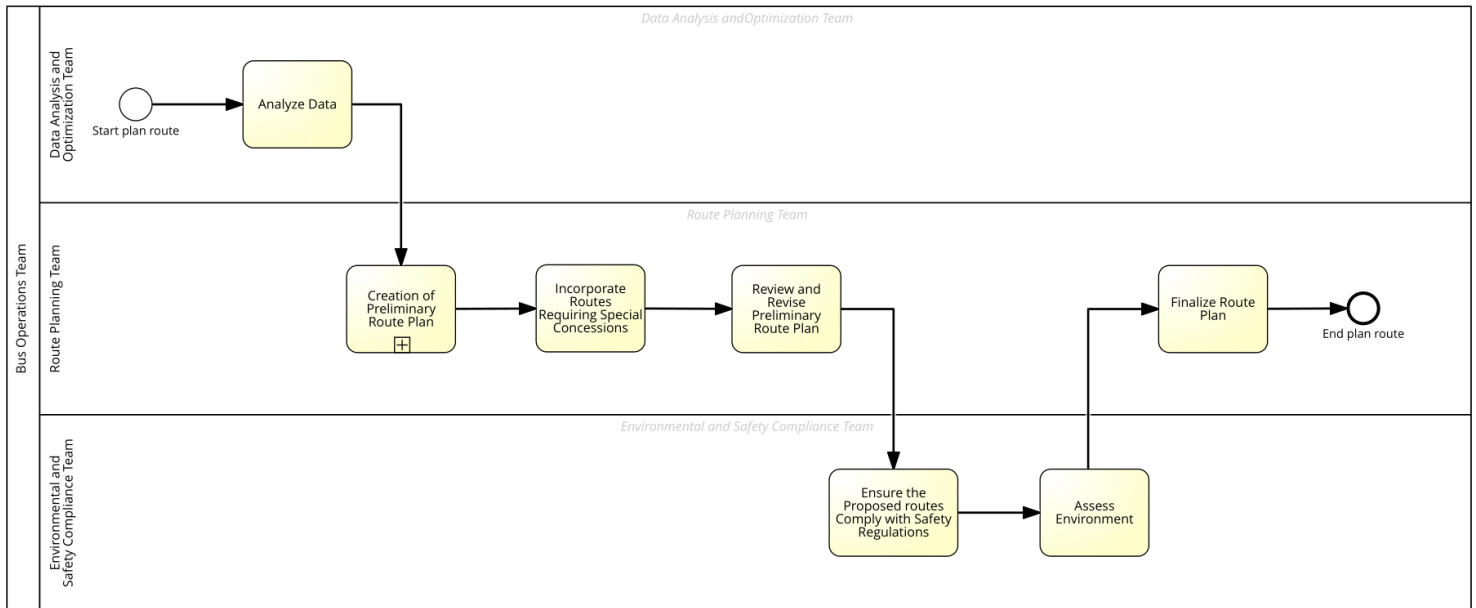 Data Analysis andOptimization Team
Bus Operations Team
Data Analysis and
Optimization Team
Start plan route
Analyze Data
Route Planning Team
Route Planning Team
Creation of
Preliminary
Route Plan
Incorporate
Routes
Requiring Special
Concessions
Review and
Revise
Preliminary
Route Plan
Finalize Route
Plan
End plan route
Environmental and Safety Compliance Team
Environmental and
Safety Compliance Team
Ensure the
Proposed routes
Comply with Safety
Regulations
Assess
Environment